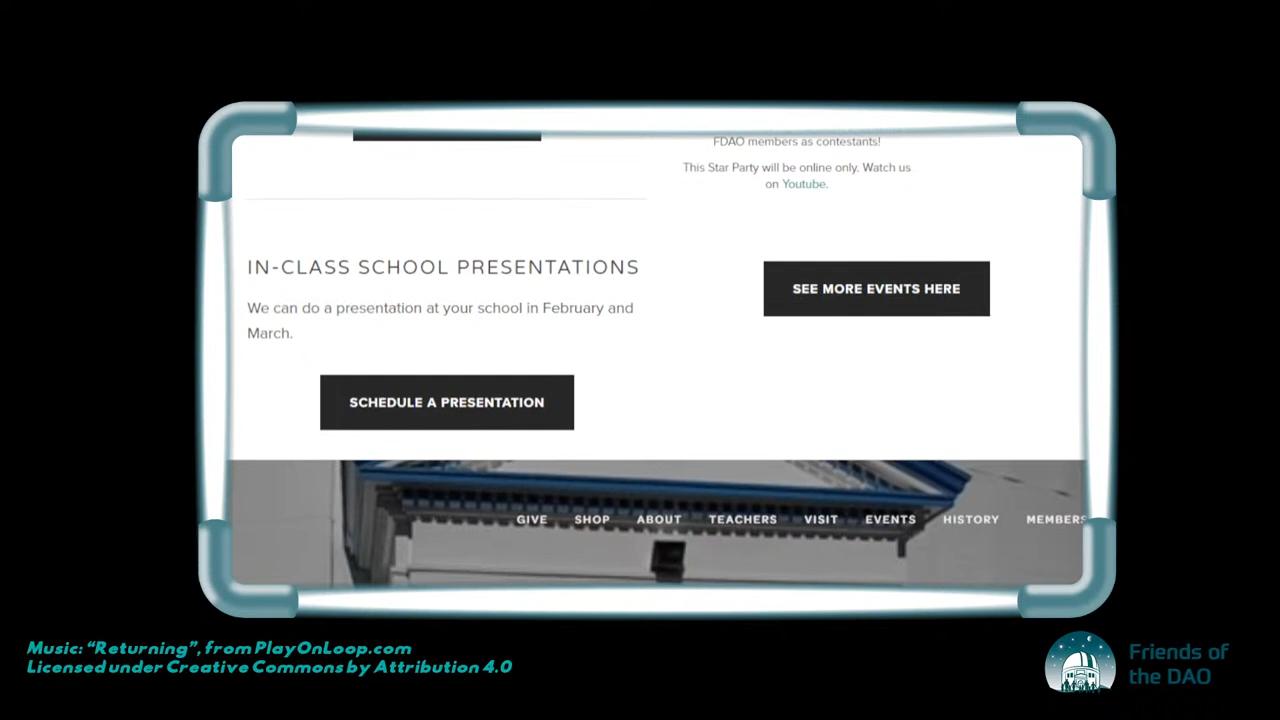 FDAO members as contestants!
This Star Party will be online only. Watch us
on Youtube.
IN-CLASS SCHOOL PRESENTATIONS
We can do a presentation at your school in February and
March.
SEE MORE EVENTS HERE
SCHEDULE A PRESENTATION
GIVE SHOP ABOUT TEACHERS VISIT EVENTS HISTORY MEMBERS
Music: “Returning”, from PlayOnLoop.com
Licensed under Creative Commons by Attribution 4.0
Friends of
the DAO